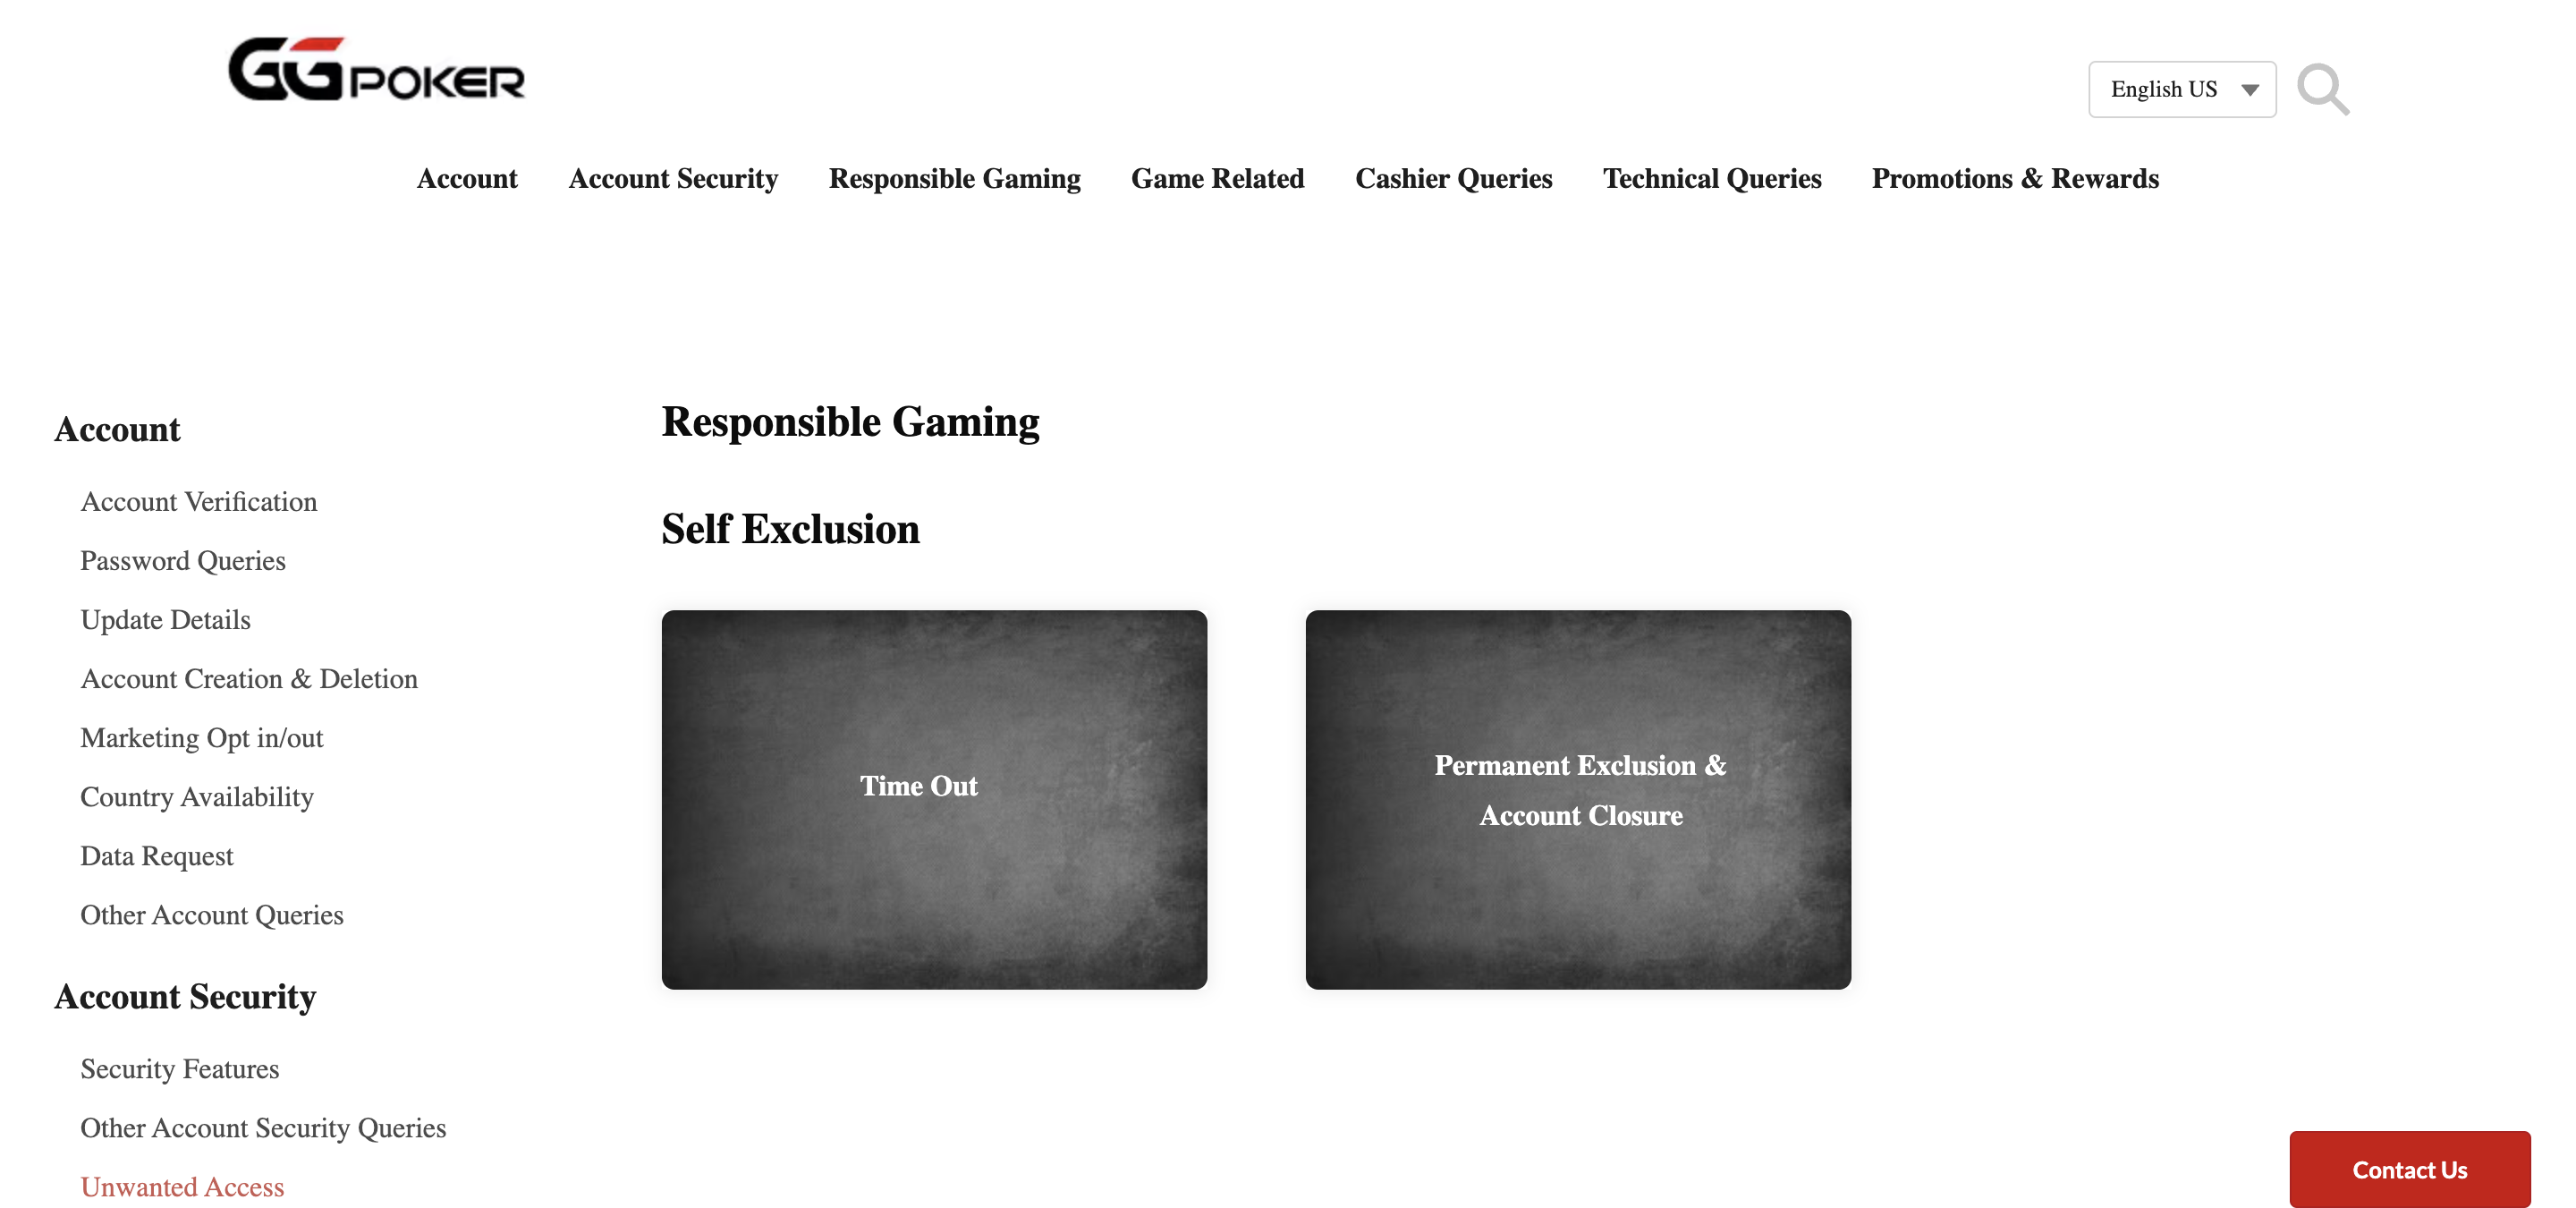 GGPOKER
English US
Account Account Security Responsible Gaming Game Related Cashier Queries Technical Queries Promotions & Rewards
Account
Account Verification
Password Queries
Update Details
Account Creation & Deletion
Marketing Opt in/out
Country Availability
Data Request
Other Account Queries
Account Security
Security Features
Other Account Security Queries
Unwanted Access
Responsible Gaming
Self Exclusion
Time Out
Permanent Exclusion &
Account Closure
Contact Us